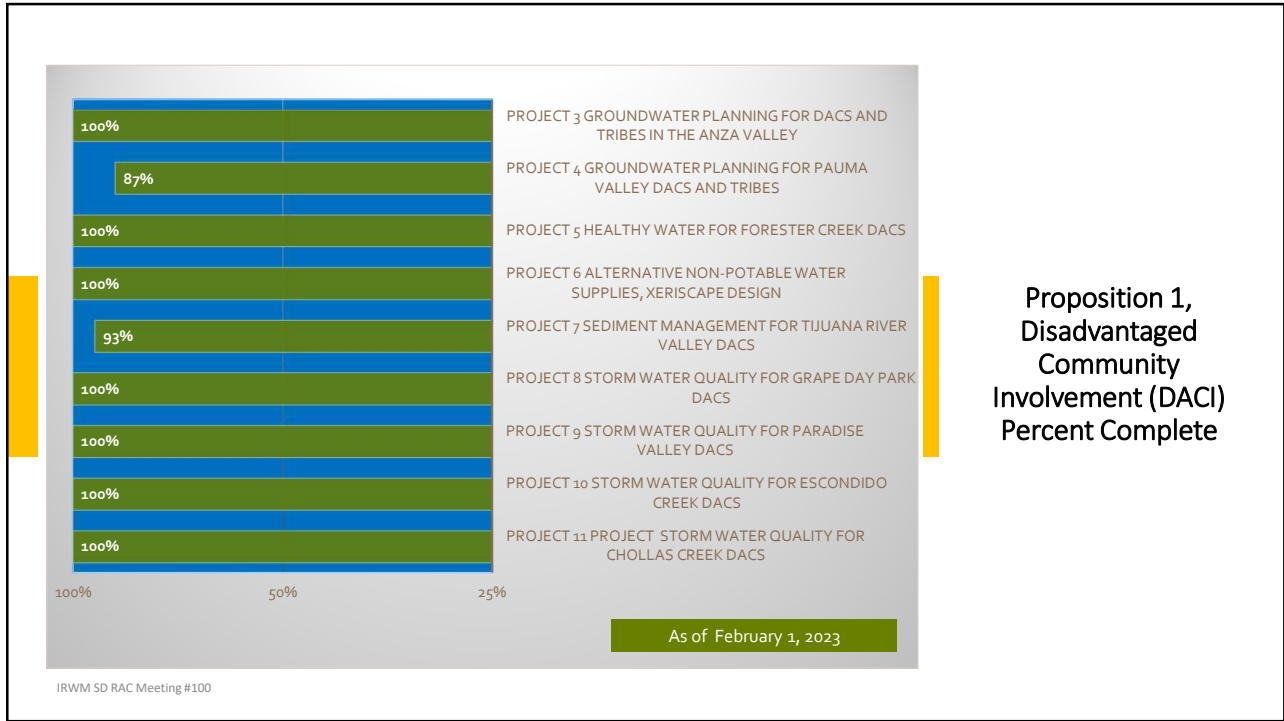 100%
PROJECT 3 GROUNDWATER PLANNING FOR DACS AND
TRIBES IN THE ANZA VALLEY
87%
PROJECT 4 GROUNDWATER PLANNING FOR PAUMA
VALLEY DACS AND TRIBES
100%
PROJECT 5 HEALTHY WATER FOR FORESTER CREEK DACS
100%
PROJECT 6 ALTERNATIVE NON-POTABLE WATER
SUPPLIES, XERISCAPE DESIGN
93%
PROJECT 7 SEDIMENT MANAGEMENT FOR TIJUANA RIVER
VALLEY DACS
100%
PROJECT 8 STORM WATER QUALITY FOR GRAPE DAY PARK
DACS
100%
PROJECT 9 STORM WATER QUALITY FOR PARADISE
VALLEY DACS
100%
PROJECT 10 STORM WATER QUALITY FOR ESCONDIDO
CREEK DACS
100%
PROJECT 11 PROJECT STORM WATER QUALITY FOR
CHOLLAS CREEK DACS
100%
50%
25%
As of February 1, 2023
Proposition 1,
Disadvantaged
Community
Involvement (DACI)
Percent Complete
IRWM SD RAC Meeting #100